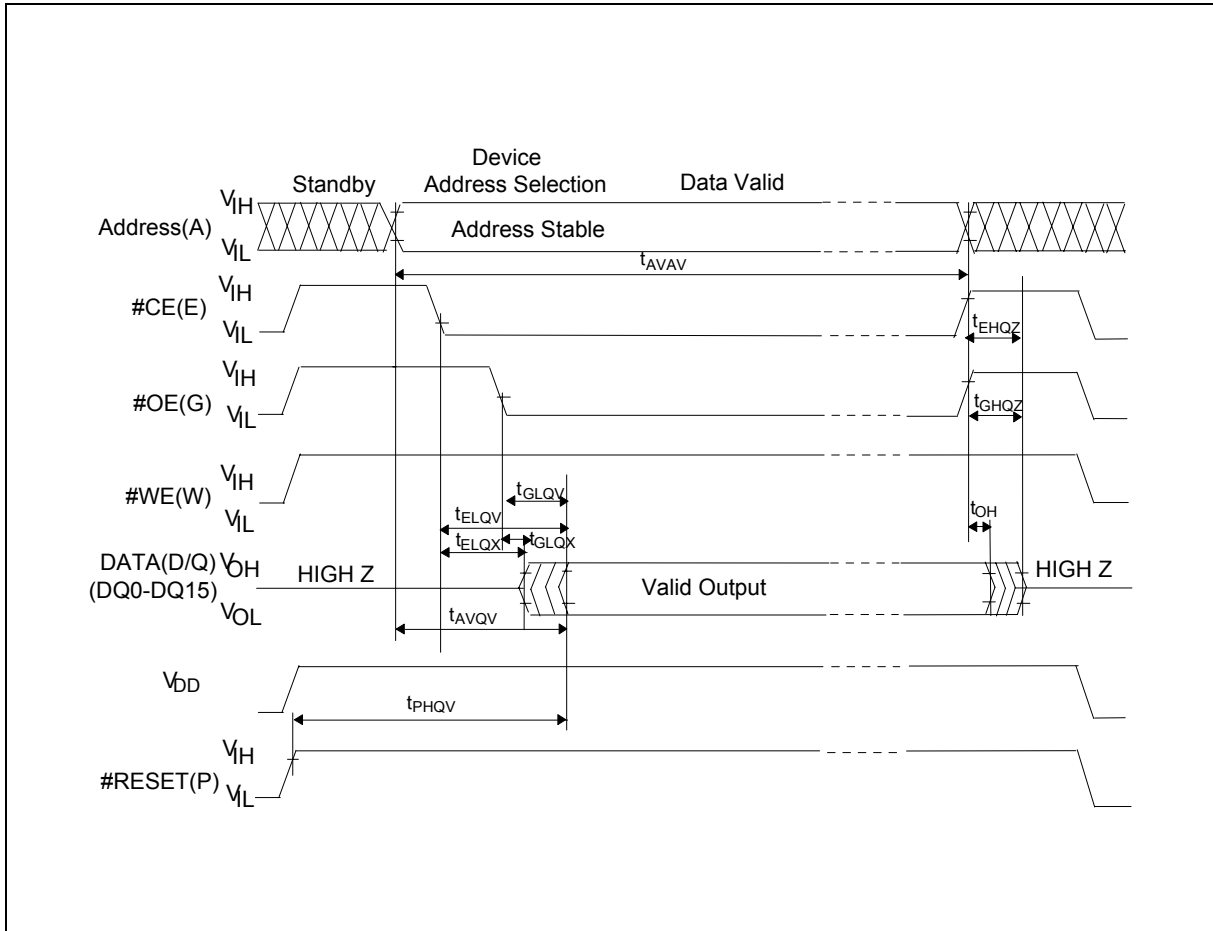 Device
Standby Address Selection Data Valid
VIH
Address(A) Address Stable
VIL
tAVAV
VIH
#CE(E)
VIL
tEHQZ
VIH
#OE(G)
VIL
tGHQZ
VIH
#WE(W)
VIL
tGLQV
tELQV
tOH
tELQX tGLQX
DATA(D/Q) VOH
HIGH Z Valid Output HIGH Z
(DQ0-DQ15)
VOL
tAVQV
VDD
tPHQV
VIH
#RESET(P)
VIL